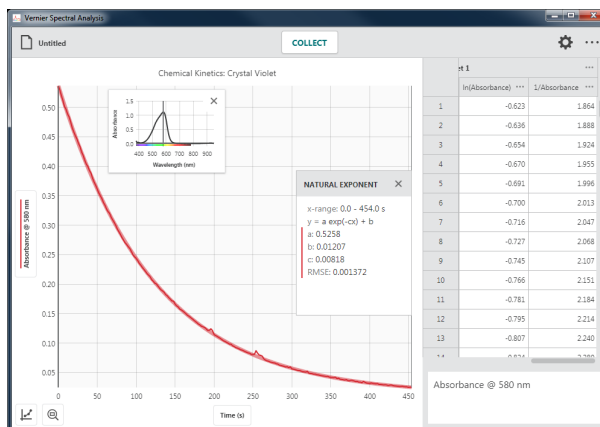 Vernier Spectral Analysis
Untitled
COLLECT
Chemical Kinetics: Crystal Violet
Absorbance @ 580 nm
0.50
0.45
0.40
0.35
0.30
0.25
0.20
0.15
0.10
0.05
0
50
100
150
200
250
300
350
400
450
Time (s)
Absorbance
1.5
1.0
0.5
0.0
400 500 600 700 800 900
Wavelength (nm)
NATURAL EXPONENT
x-range: 0.0 - 454.0 s
y = a exp(-cx) + b
a: 0.5258
b: 0.01207
c: 0.00818
RMSE: 0.001372
et 1
ln(Absorbance) 1/Absorbance
1 -0.623 1.864
2 -0.636 1.888
3 -0.654 1.924
4 -0.670 1.955
5 -0.691 1.996
6 -0.700 2.013
7 -0.716 2.047
8 -0.727 2.068
9 -0.745 2.107
10 -0.766 2.151
11 -0.781 2.184
12 -0.795 2.214
13 -0.807 2.240
Absorbance @ 580 nm